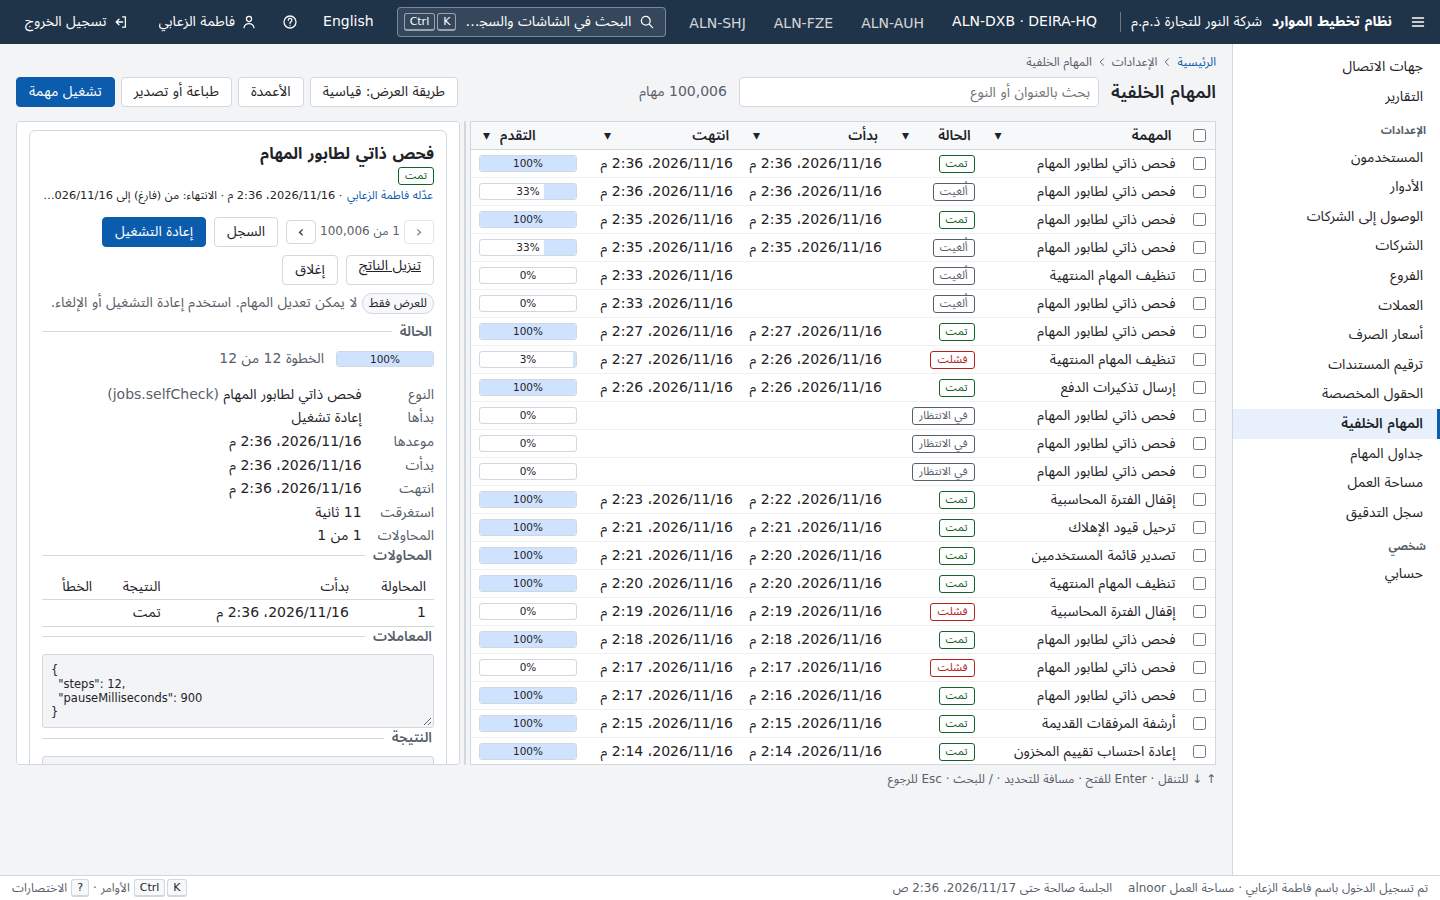 نظام تخطيط الموارد شركة النور للتجارة ذ.م.م ALN-DXB · DEIRA-HQ ALN-AUH ALN-FZE ALN-SHJ البحث في الشاشات والسج... Ctrl K English فاطمة الزعابي تسجيل الخروج
جهات الاتصال
التقارير
الإعدادات
المستخدمون
الأدوار
الوصول إلى الشركات
الشركات
الفروع
العملات
أسعار الصرف
ترقيم المستندات
الحقول المخصصة
المهام الخلفية
جداول المهام
مساحة العمل
سجل التدقيق
شخصي
حسابي
الرئيسية › الإعدادات › المهام الخلفية
المهام الخلفية بحث بالعنوان أو النوع 100,006 مهام طريقة العرض: قياسية الأعمدة طباعة أو تصدير تشغيل مهمة
المهمة ▼ الحالة ▼ بدأت ▼ انتهت ▼ التقدم ▼
فحص ذاتي لطابور المهام تمت 2026/11/16، 2:36 م 2026/11/16، 2:36 م 100%
فحص ذاتي لطابور المهام ألغيت 2026/11/16، 2:36 م 2026/11/16، 2:36 م 33%
فحص ذاتي لطابور المهام تمت 2026/11/16، 2:35 م 2026/11/16، 2:35 م 100%
فحص ذاتي لطابور المهام ألغيت 2026/11/16، 2:35 م 2026/11/16، 2:35 م 33%
تنظيف المهام المنتهية ألغيت 2026/11/16، 2:33 م 0%
فحص ذاتي لطابور المهام ألغيت 2026/11/16، 2:33 م 0%
فحص ذاتي لطابور المهام تمت 2026/11/16، 2:27 م 2026/11/16، 2:27 م 100%
تنظيف المهام المنتهية فشلت 2026/11/16، 2:26 م 2026/11/16، 2:27 م 3%
إرسال تذكيرات الدفع تمت 2026/11/16، 2:26 م 2026/11/16، 2:26 م 100%
فحص ذاتي لطابور المهام في الانتظار 0%
فحص ذاتي لطابور المهام في الانتظار 0%
فحص ذاتي لطابور المهام في الانتظار 0%
إقفال الفترة المحاسبية تمت 2026/11/16، 2:22 م 2026/11/16، 2:23 م 100%
ترحيل قيود الإهلاك تمت 2026/11/16، 2:21 م 2026/11/16، 2:21 م 100%
تصدير قائمة المستخدمين تمت 2026/11/16، 2:20 م 2026/11/16، 2:21 م 100%
تنظيف المهام المنتهية تمت 2026/11/16، 2:20 م 2026/11/16، 2:20 م 100%
إقفال الفترة المحاسبية فشلت 2026/11/16، 2:19 م 2026/11/16، 2:19 م 0%
فحص ذاتي لطابور المهام تمت 2026/11/16، 2:18 م 2026/11/16، 2:18 م 100%
فحص ذاتي لطابور المهام فشلت 2026/11/16، 2:17 م 2026/11/16، 2:17 م 0%
فحص ذاتي لطابور المهام تمت 2026/11/16، 2:16 م 2026/11/16، 2:17 م 100%
أرشفة المرفقات القديمة تمت 2026/11/16، 2:15 م 2026/11/16، 2:15 م 100%
إعادة احتساب تقييم المخزون تمت 2026/11/16، 2:14 م 2026/11/16، 2:14 م 100%
↑ ↓ للتنقل · Enter للفتح · مسافة للتحديد · / للبحث · Esc للرجوع
فحص ذاتي لطابور المهام
تمت
عدّله فاطمة الزعابي · 2026/11/16، 2:36 م · الانتهاء: من (فارغ) إلى 026/11/16...
1 من 100,006 السجل إعادة التشغيل
تنزيل الناتج إغلاق
للعرض فقط لا يمكن تعديل المهام. استخدم إعادة التشغيل أو الإلغاء.
الحالة
100% الخطوة 12 من 12
النوع فحص ذاتي لطابور المهام (jobs.selfCheck)
بدأها إعادة تشغيل
موعدها 2026/11/16، 2:36 م
بدأت 2026/11/16، 2:36 م
انتهت 2026/11/16، 2:36 م
استغرقت 11 ثانية
المحاولات 1 من 1
المحاولات
المحاولة بدأت النتيجة الخطأ
1 2026/11/16، 2:36 م تمت
المعاملات
{
"steps": 12,
"pauseMilliseconds": 900
}
النتيجة
تم تسجيل الدخول باسم فاطمة الزعابي · مساحة العمل alnoor الجلسة صالحة حتى 2026/11/17، 2:36 ص
Ctrl K الأوامر · ? الاختصارات